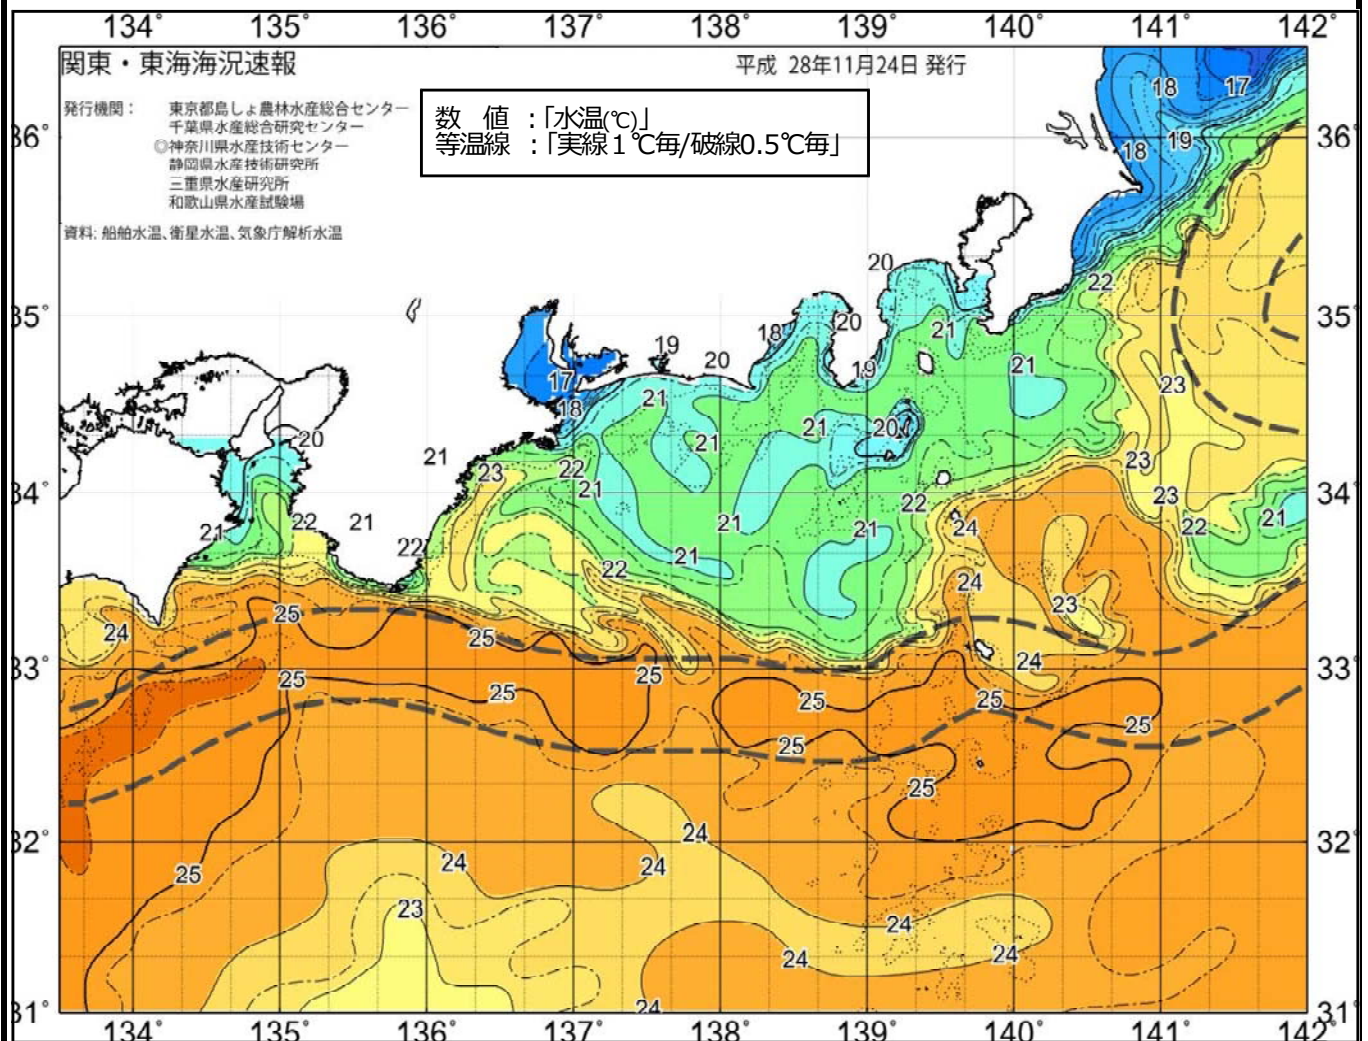 134° 135° 136° 137° 138° 139° 140° 141° 142°
関東・東海海況速報
平成 28年11月24日 発行
発行機関： 東京都島しょ農林水産総合センター
千葉県水産総合研究センター
◎神奈川県水産技術センター
静岡県水産技術研究所
三重県水産研究所
和歌山県水産試験場
資料: 船舶水温、衛星水温、気象庁解析水温
数 値 :「水温(℃)」
等温線 :「実線１℃毎/破線0.5℃毎」
18 17
36° 36°
18 19
20
22
35° 35°
18 20 21
19 20 19 21
17 23
18 21
20 21 21 20
21 23
23 22
21 23
34° 34°
22 24
21 22 21 21 21 22 21
22 21 22
24 23
24 25
25 24
33° 33°
25 25 25 25 25 25
25
25
32° 32°
24
25 24 24
23
24
24 24
24
31° 31°
134° 135° 136° 137° 138° 139° 140° 141° 142°